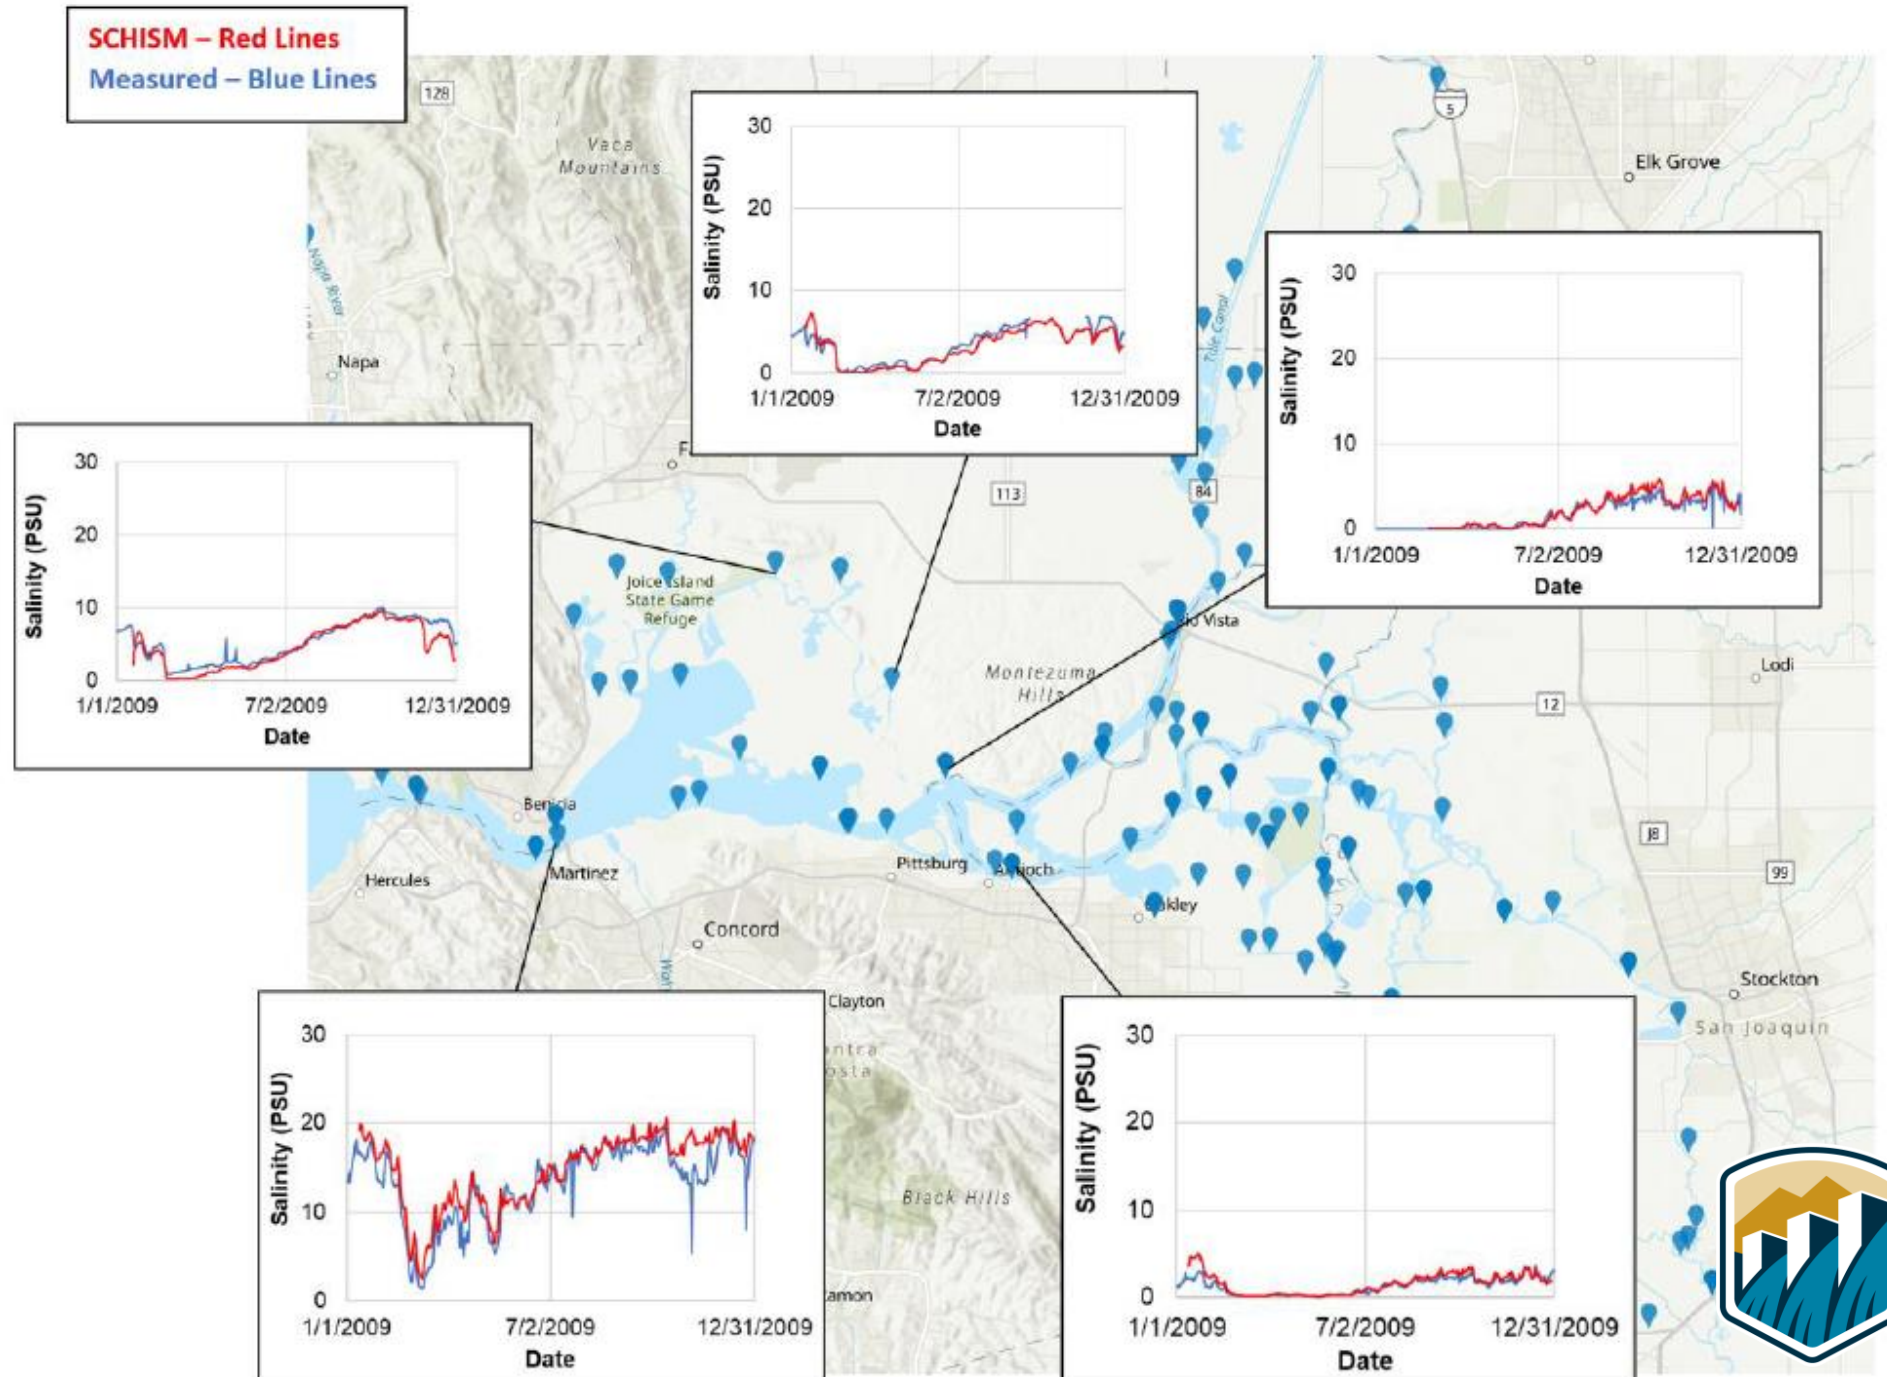 SCHISM – Red Lines
Measured – Blue Lines
128
Vaca
Mountains
5
Elk Grove
Napa River
Napa
Tule Canal
Salinity (PSU)
30
20
10
0
1/1/2009
7/2/2009
12/31/2009
Date
Salinity (PSU)
30
20
10
0
1/1/2009
7/2/2009
12/31/2009
Date
Salinity (PSU)
30
20
10
0
1/1/2009
7/2/2009
12/31/2009
Date
113
84
Joice Island
State Game
Refuge
Vista
Montezuma
Hills
Lodi
12
Benicia
Martinez
Hercules
Pittsburg
Antioch
Oakley
Concord
J8
99
Stockton
San Joaquin
Clayton
Black Hills
Salinity (PSU)
30
20
10
0
1/1/2009
7/2/2009
12/31/2009
Date
Salinity (PSU)
30
20
10
0
1/1/2009
7/2/2009
12/31/2009
Date